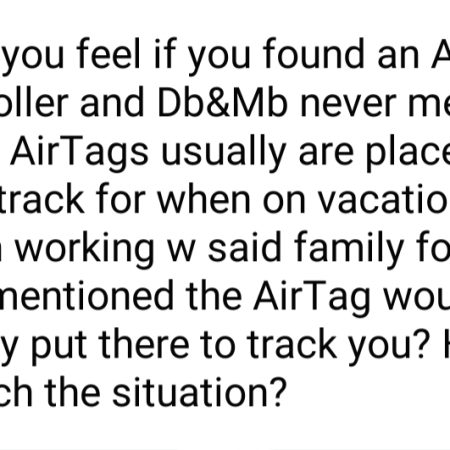 you feel if you found an A
oller and Db&Mb never me
AirTags usually are place
track for when on vacatio
working w said family fo
mentioned the AirTag wou
y put there to track you? H
ch the situation?